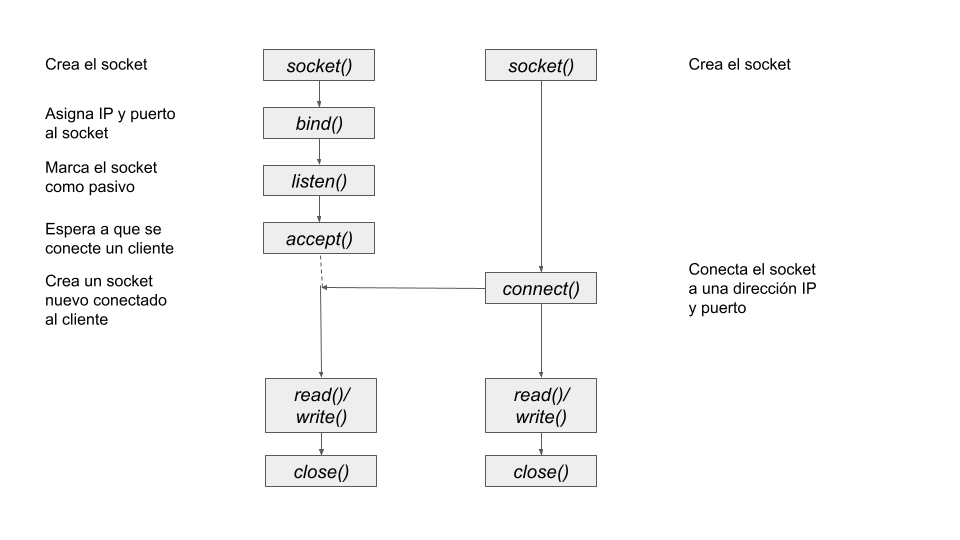 Crea el socket
socket()
socket()
Crea el socket
Asigna IP y puerto
al socket
bind()
Marca el socket
como pasivo
listen()
Espera a que se
conecte un cliente
accept()
Crea un socket
nuevo conectado
al cliente
connect()
Conecta el socket
a una dirección IP
y puerto
read()/
write()
read()/
write()
close()
close()